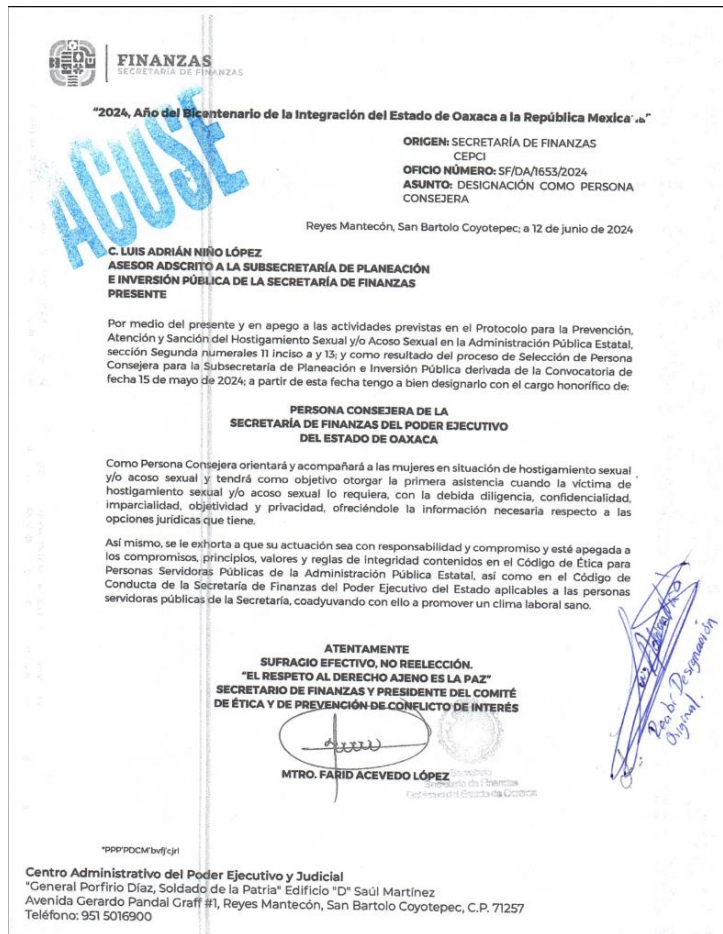 FINANZAS
SECRETARÍA DE FINANZAS
"2024, Año del Bicentenario de la Integración del Estado de Oaxaca a la República Mexica
ACUSE
ORIGEN: SECRETARÍA DE FINANZAS
CEPCI
OFICIO NÚMERO: SF/DA/1653/2024
ASUNTO: DESIGNACIÓN COMO PERSONA
CONSEJERA
Reyes Mantecón, San Bartolo Coyotepec; a 12 de junio de 2024
C. LUIS ADRIÁN NIÑO LÓPEZ
ASESOR ADSCRITO A LA SUBSECRETARÍA DE PLANEACIÓN
E INVERSIÓN PÚBLICA DE LA SECRETARÍA DE FINANZAS
PRESENTE
Por medio del presente y en apego a las actividades previstas en el Protocolo para la Prevención,
Atención y Sanción del Hostigamiento Sexual y/o Acoso Sexual en la Administración Pública Estatal,
sección Segunda numerales 11 inciso a y 13; y como resultado del proceso de Selección de Persona
Consejera para la Subsecretaría de Planeación e Inversión Pública derivada de la Convocatoria de
fecha 15 de mayo de 2024; a partir de esta fecha tengo a bien designarlo con el cargo honorífico de:
PERSONA CONSEJERA DE LA
SECRETARÍA DE FINANZAS DEL PODER EJECUTIVO
DEL ESTADO DE OAXACA
Como Persona Consejera orientará y acompañará a las mujeres en situación de hostigamiento sexual
y/o acoso sexual y tendrá como objetivo otorgar la primera asistencia cuando la víctima de
hostigamiento sexual y/o acoso sexual lo requiera, con la debida diligencia, confidencialidad,
imparcialidad, objetividad y privacidad, ofreciéndole la información necesaria respecto a las
opciones jurídicas que tiene.
Así mismo, se le exhorta a que su actuación sea con responsabilidad y compromiso y esté apegada a
los compromisos, principios, valores y reglas de integridad contenidos en el Código de Ética para
Personas Servidoras Públicas de la Administración Pública Estatal, así como en el Código de
Conducta de la Secretaría de Finanzas del Poder Ejecutivo del Estado aplicables a las personas
servidoras públicas de la Secretaría, coadyuvando con ello a promover un clima laboral sano.
Recibí Designación
Original.
ATENTAMENTE
SUFRAGIO EFECTIVO, NO REELECCIÓN.
"EL RESPETO AL DERECHO AJENO ES LA PAZ"
SECRETARIO DE FINANZAS Y PRESIDENTE DEL COMITÉ
DE ÉTICA Y DE PREVENCIÓN DE CONFLICTO DE INTERÉS
MTRO. FARID ACEVEDO LÓPEZ
Secretaría de Finanzas
Gobierno del Estado de Oaxaca
*PPP'PDCM'bvfj'cjrl
Centro Administrativo del Poder Ejecutivo y Judicial
"General Porfirio Díaz, Soldado de la Patria" Edificio "D" Saúl Martínez
Avenida Gerardo Pandal Graff #1, Reyes Mantecón, San Bartolo Coyotepec, C.P. 71257
Teléfono: 951 5016900